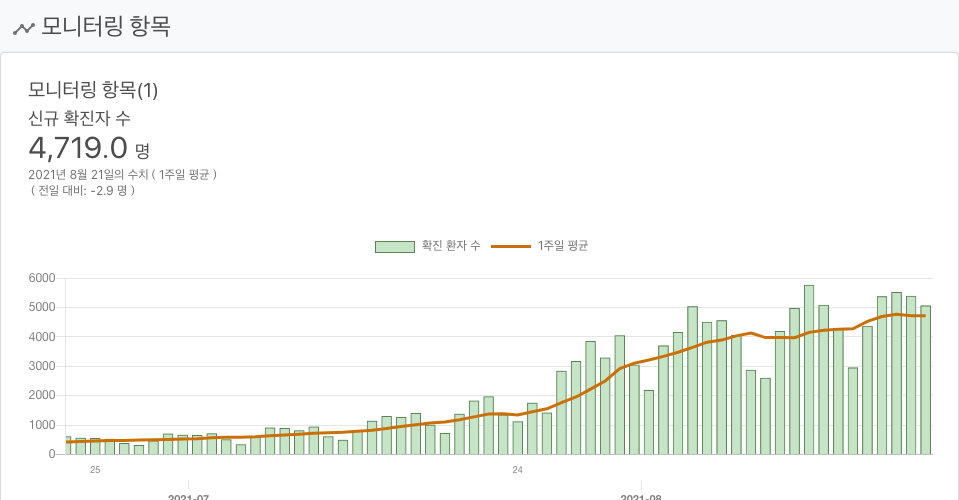 모니터링 항목
모니터링 항목(1)
신규 확진자 수
4,719.0 명
2021년 8월 21일의 수치 ( 1주일 평균 )
( 전일 대비: -2.9 명 )
확진 환자 수 1주일 평균
6000
5000
4000
3000
2000
1000
0
25 24
2021-07 2021-08